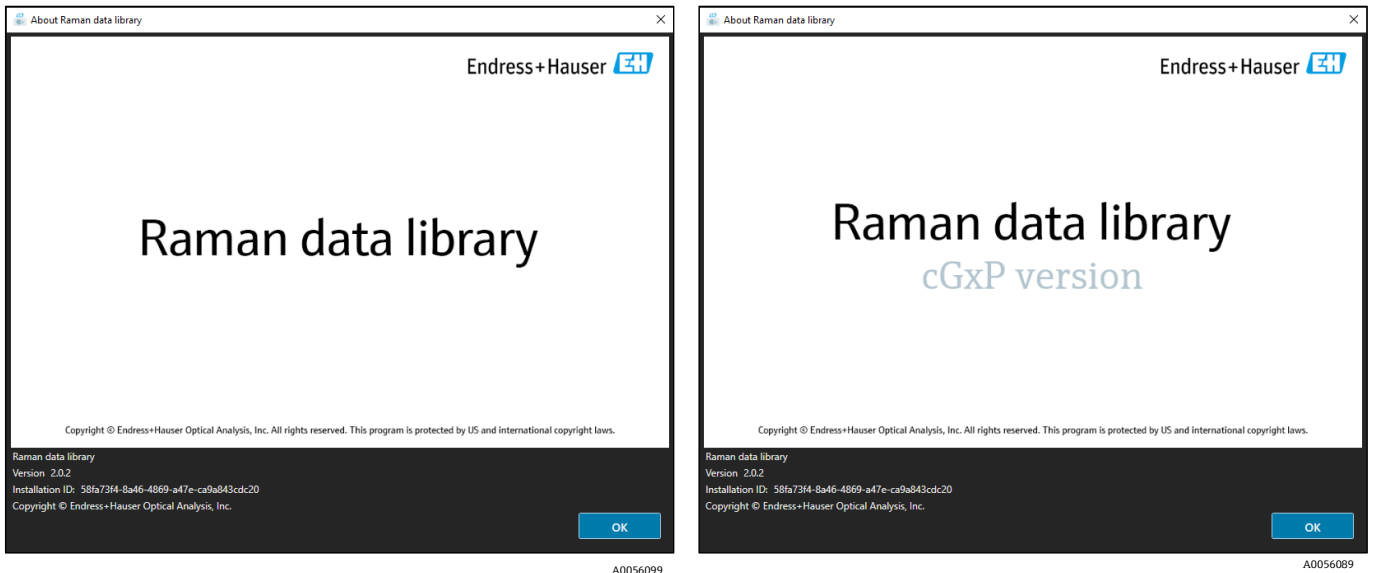 About Raman data library
Endress+Hauser EH
Raman data library
Copyright © Endress+Hauser Optical Analysis, Inc. All rights reserved. This program is protected by US and international copyright laws.
Raman data library
Version 2.0.2
Installation ID: 58fa73f4-8a46-4869-a47e-ca9a843cdc20
Copyright © Endress+Hauser Optical Analysis, Inc.
OK
A0056099
About Raman data library
Endress+Hauser EH
Raman data library
cGxP version
Copyright © Endress+Hauser Optical Analysis, Inc. All rights reserved. This program is protected by US and international copyright laws.
Raman data library
Version 2.0.2
Installation ID: 58fa73f4-8a46-4869-a47e-ca9a843cdc20
Copyright © Endress+Hauser Optical Analysis, Inc.
OK
A0056089